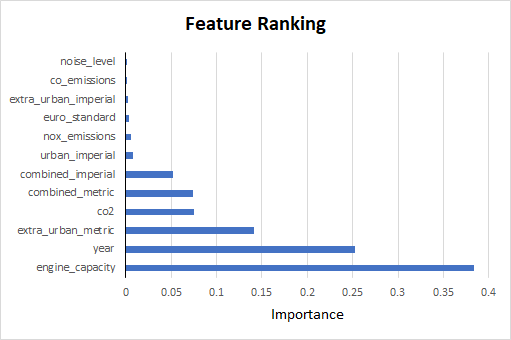 Feature Ranking
noise_level
co_emissions
extra_urban_imperial
euro_standard
nox_emissions
urban_imperial
combined_imperial
combined_metric
co2
extra_urban_metric
year
engine_capacity
0 0.05 0.1 0.15 0.2 0.25 0.3 0.35 0.4
Importance